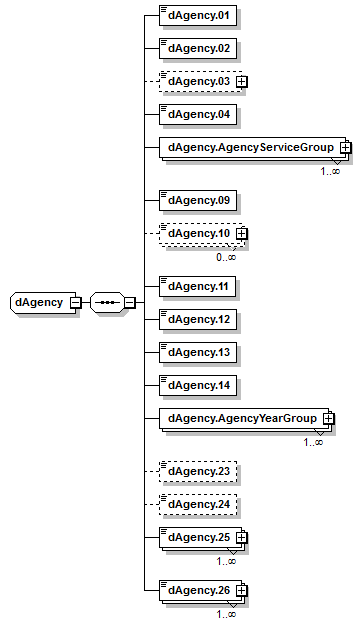 dAgency.01
dAgency.02
dAgency.03
dAgency.04
dAgency.AgencyServiceGroup
1..∞
dAgency.09
dAgency.10
0..∞
dAgency.11
dAgency
dAgency.12
dAgency.13
dAgency.14
dAgency.AgencyYearGroup
1..∞
dAgency.23
dAgency.24
dAgency.25
1..∞
dAgency.26
1..∞